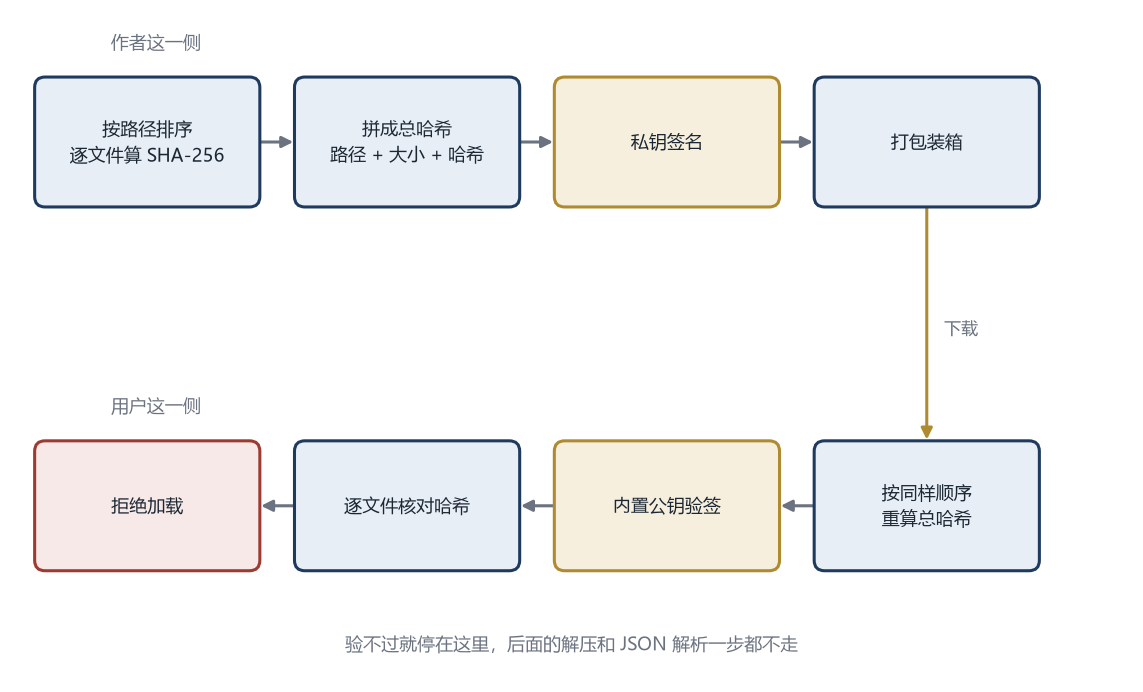 作者这一侧
按路径排序
逐文件算 SHA-256
拼成总哈希
路径 + 大小 + 哈希
私钥签名
打包装箱
下载
用户这一侧
拒绝加载
逐文件核对哈希
内置公钥验签
按同样顺序
重算总哈希
验不过就停在这里，后面的解压和 JSON 解析一步都不走